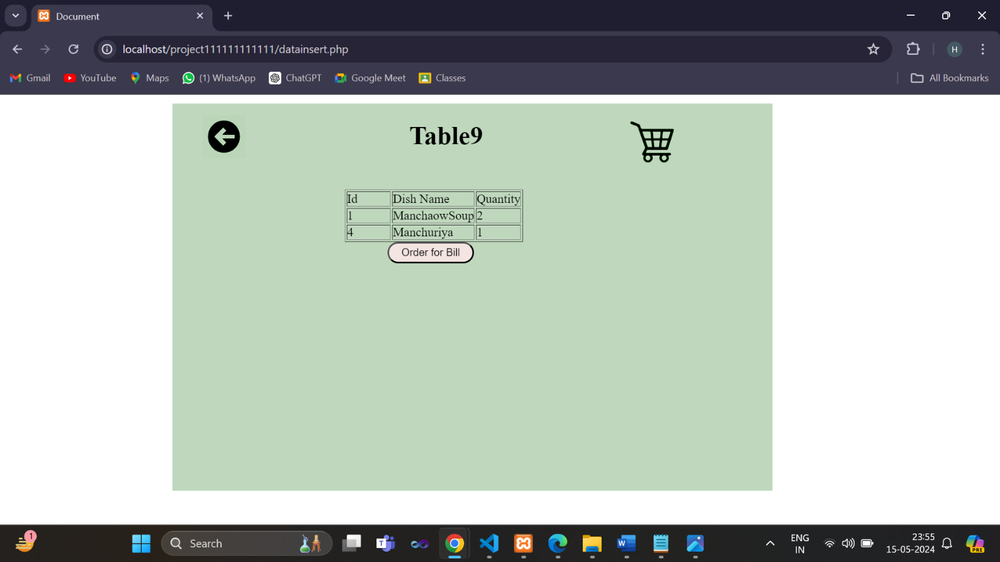 Document
localhost/project111111111111/datainsert.php
H
Gmail YouTube Maps (1) WhatsApp ChatGPT Google Meet Classes All Bookmarks
Table9
Id Dish Name Quantity
1 ManchaowSoup 2
4 Manchuriya 1
Order for Bill
1
Search
T
W
ENG
IN
23:55
15-05-2024
PRE